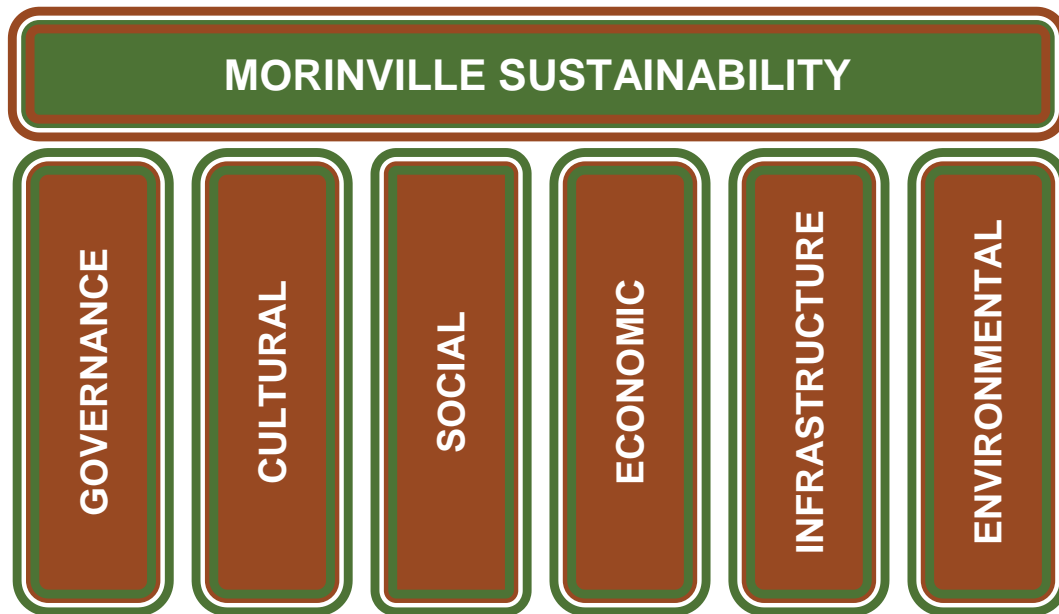 MORINVILLE SUSTAINABILITY
GOVERNANCE
CULTURAL
SOCIAL
ECONOMIC
INFRASTRUCTURE
ENVIRONMENTAL